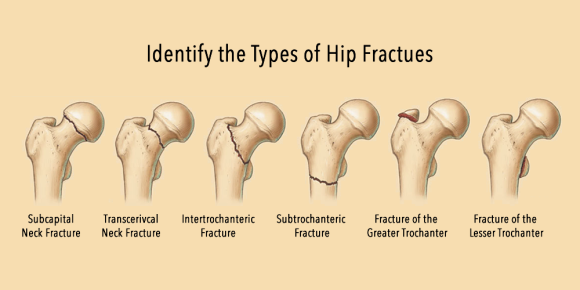 Identify the Types of Hip Fractues
Subcapital
Neck Fracture
Transcerivcal
Neck Fracture
Intertrochanteric
Fracture
Subtrochanteric
Fracture
Fracture of the
Greater Trochanter
Fracture of the
Lesser Trochanter